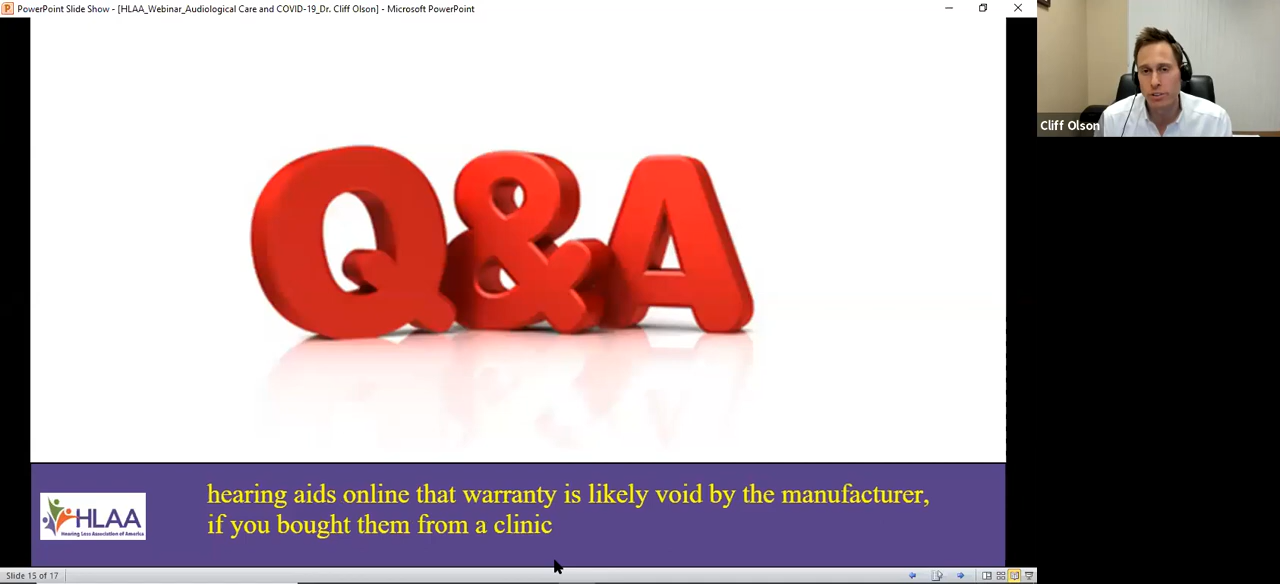 PowerPoint Slide Show - [HLAA_Webinar_Audiological Care and COVID-19_Dr. Cliff Olson] - Microsoft PowerPoint
Cliff Olson
Q&A
HLAA
Hearing Loss Association of America
hearing aids online that warranty is likely void by the manufacturer,
if you bought them from a clinic
Slide 15 of 17